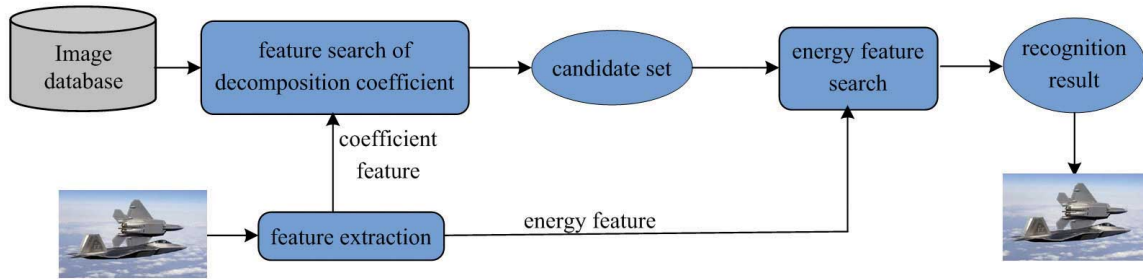 Image
database
feature search of
decomposition coefficient
candidate set
energy feature
search
recognition
result
coefficient
feature
feature extraction
energy feature